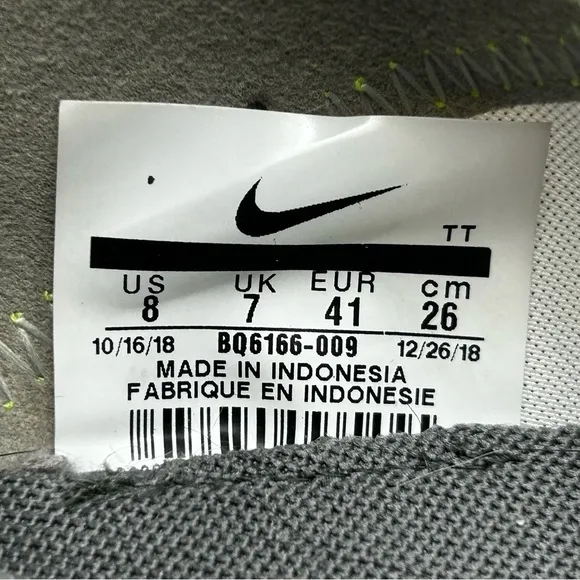 TT
US UK EUR cm
8 7 41 26
10/16/18 BQ6166-009 12/26/18
MADE IN INDONESIA
FABRIQUE EN INDONESIE